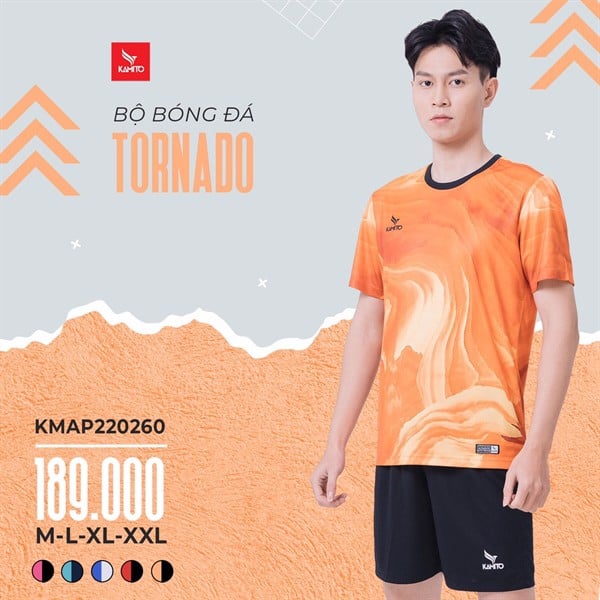 KAMITO
BỘ BÓNG ĐÁ
TORNADO
KAMITO
KMAP220260
189.000
M-L-XL-XXL
KAMITO